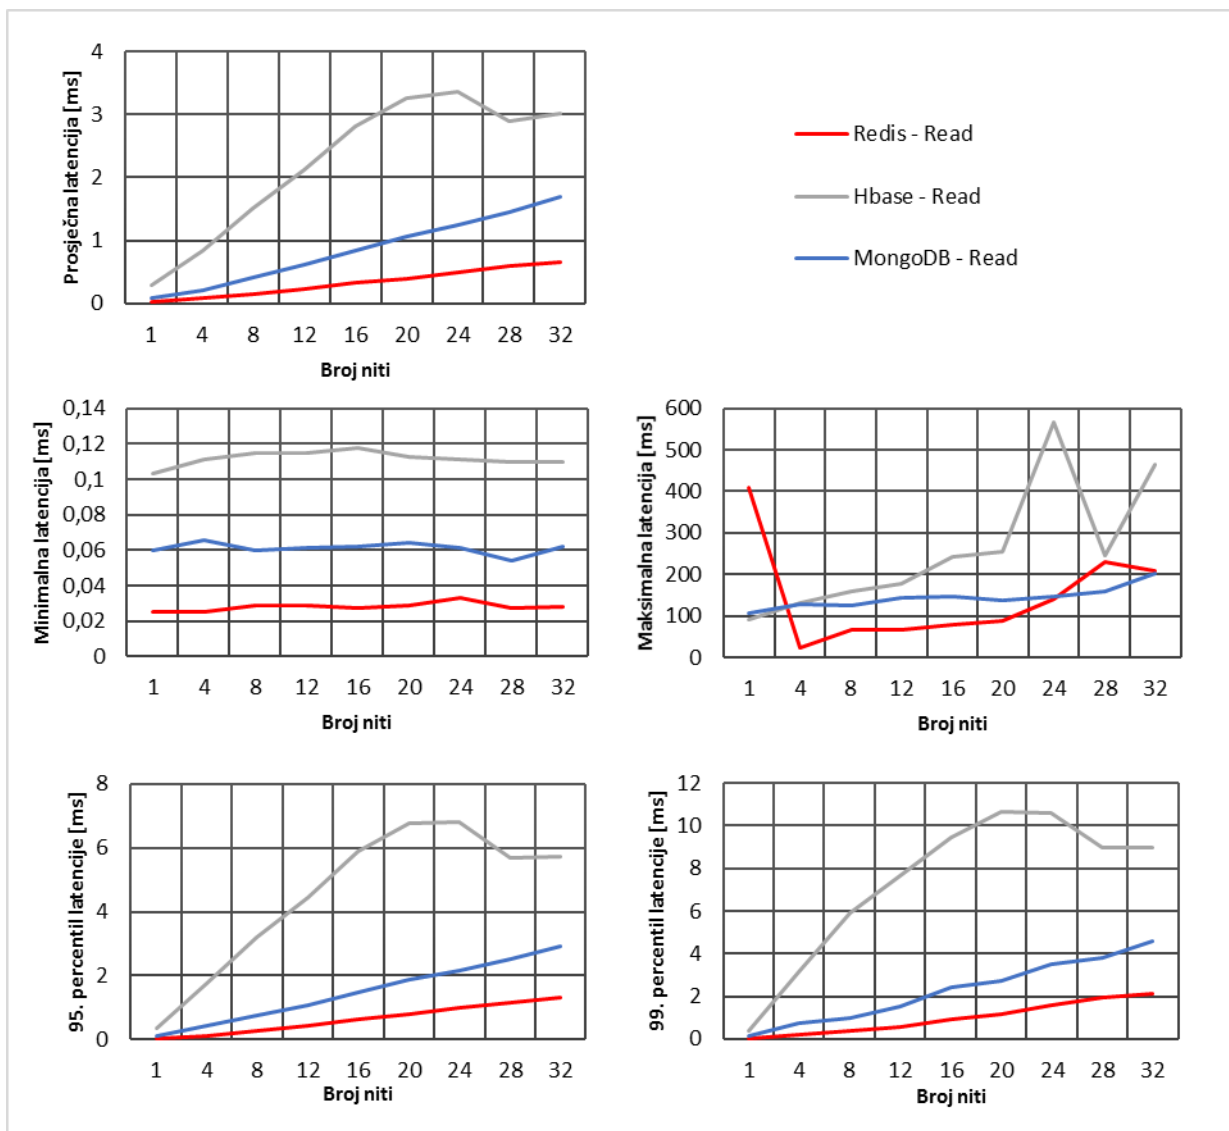 Prosječna latencija [ms]
4
3
2
1
0
1 4 8 12 16 20 24 28 32
Broj niti
Redis - Read
Hbase - Read
MongoDB - Read
Minimalna latencija [ms]
0,14
0,12
0,1
0,08
0,06
0,04
0,02
0
1 4 8 12 16 20 24 28 32
Broj niti
Maksimalna latencija [ms]
600
500
400
300
200
100
0
1 4 8 12 16 20 24 28 32
Broj niti
95. percentil latencije [ms]
8
6
4
2
0
1 4 8 12 16 20 24 28 32
Broj niti
99. percentil latencije [ms]
12
10
8
6
4
2
0
1 4 8 12 16 20 24 28 32
Broj niti